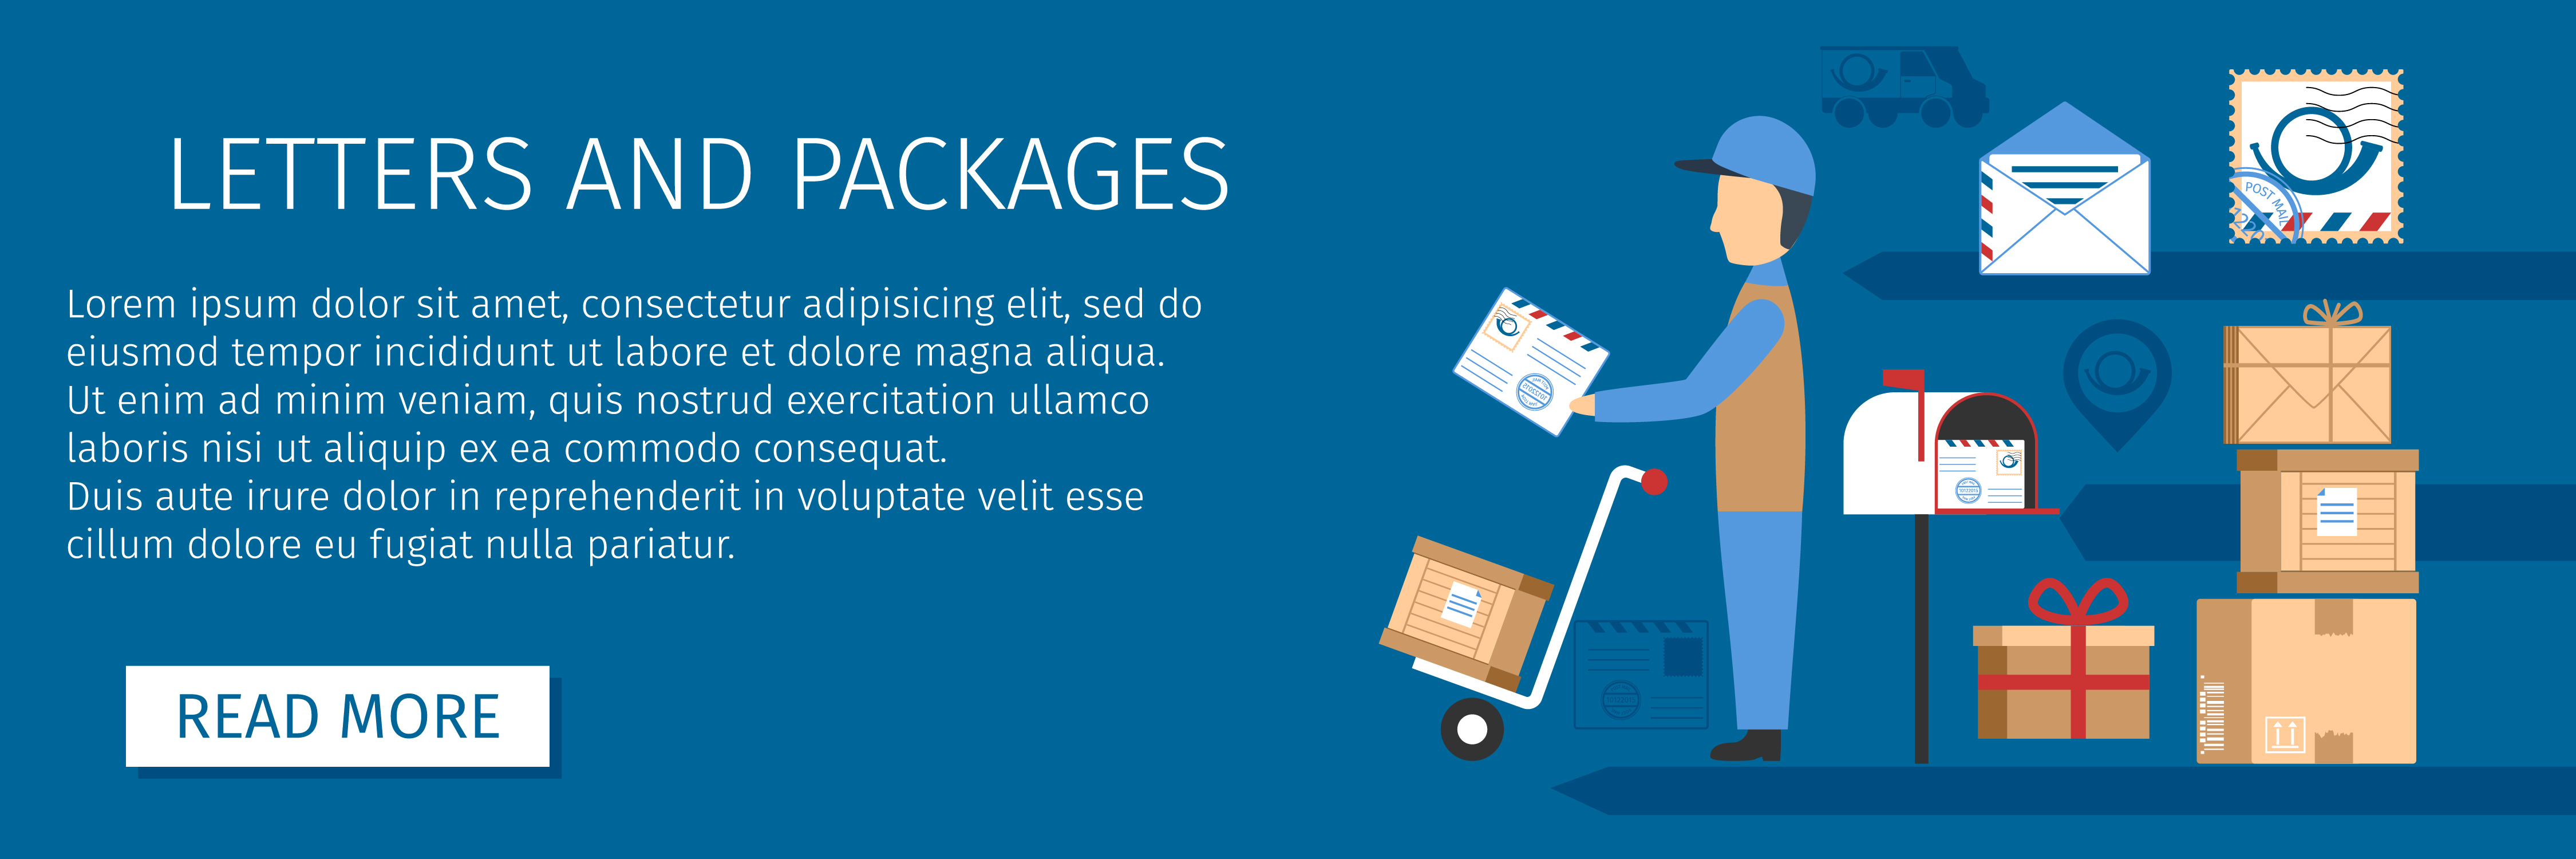 LETTERS AND PACKAGES
Lorem ipsum dolor sit amet, consectetur adipisicing elit, sed do
eiusmod tempor incididunt ut labore et dolore magna aliqua.
Ut enim ad minim veniam, quis nostrud exercitation ullamco
laboris nisi ut aliquip ex ea commodo consequat.
Duis aute irure dolor in reprehenderit in voluptate velit esse
cillum dolore eu fugiat nulla pariatur.
READ MORE
POST MAIL